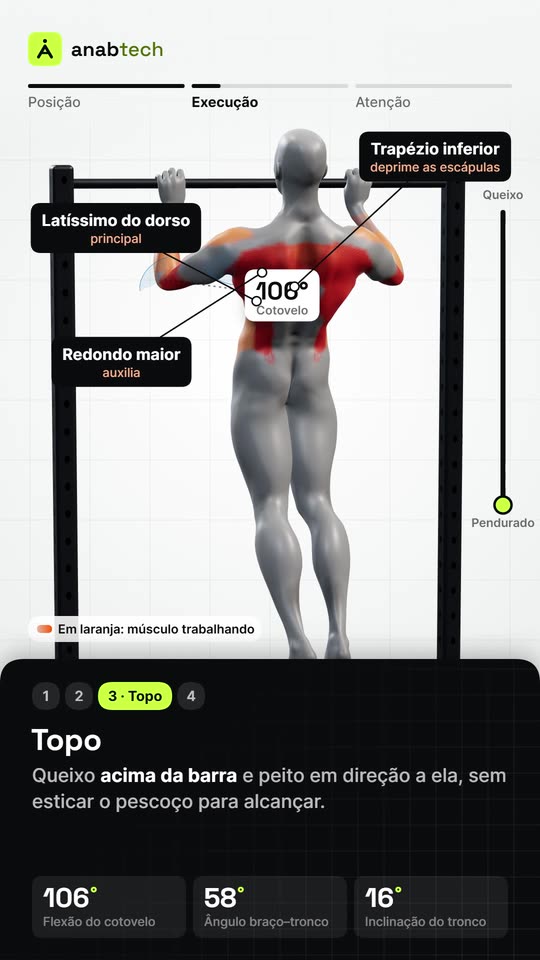 anabtech
Posição
Execução
Atenção
Trapézio inferior
deprime as escápulas
Queixo
Latíssimo do dorso
principal
106°
Cotovelo
Redondo maior
auxilia
Pendurado
Em laranja: músculo trabalhando
1
2
3 · Topo
4
Topo
Queixo acima da barra e peito em direção a ela, sem
esticar o pescoço para alcançar.
106°
Flexão do cotovelo
58°
Ângulo braço–tronco
16°
Inclinação do tronco